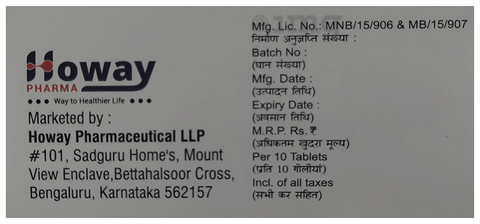 Howay
PHARMA
Way to Healthier Life
Marketed by :
Howay Pharmaceutical LLP
#101, Sadguru Home's, Mount
View Enclave,Bettahalsoor Cross,
Bengaluru, Karnataka 562157
Mfg. Lic. No.: MNB/15/906 & MB/15/907
निर्माण अनुज्ञप्ति संख्या :
Batch No :
(घान संख्या)
Mfg. Date :
(उत्पादन तिथि)
Expiry Date :
(अवसान तिथि)
M.R.P. Rs. ₹
(अधिकतम खुदरा मूल्य)
Per 10 Tablets
(प्रति 10 गोलीयां)
Incl. of all taxes
(सभी कर सहित)